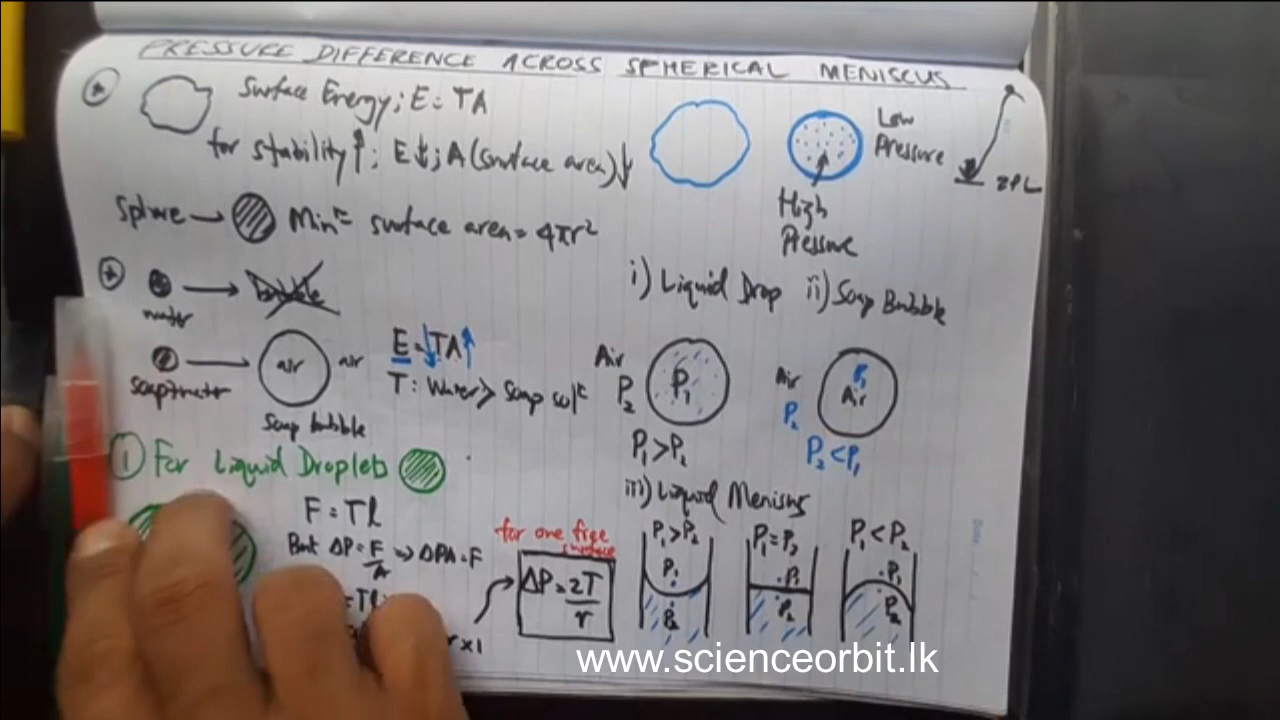 PRESSURE DIFFERENCE ACROSS SPHERICAL MENISCUS
Surface Energy; E = TA
for stability↑; E↓; A (surface area)↓
Sphere → Min^m surface area = 4πr²
Low
Pressure
High
Pressure
ZPL
water → bubble
soap+water → air air
soap bubble
E = TA
T: Water > Soap sol^n
i) Liquid Drop ii) Soap Bubble
Air
P₂
P₁
P₁>P₂
Air
P₂
P₁
Air
P₂<P₁
① For Liquid Droplets
F = Tl
But ΔP = F/A ⇒ ΔPA = F
= Tl
×1
for one free
surface
ΔP = 2T/r
iii) Liquid Meniscus
P₁>P₂ P₁=P₂ P₁<P₂
P₁ P₁ P₁
P₂ P₂ P₂
www.scienceorbit.lk